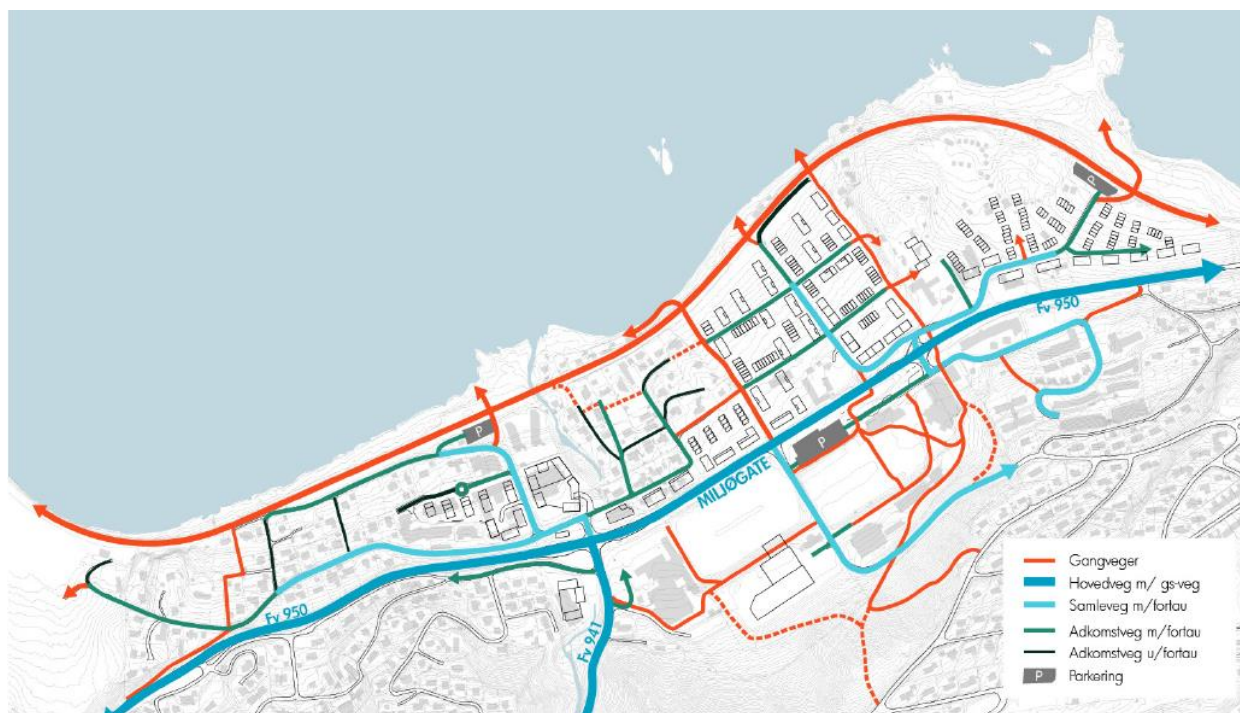 P
Fv 950
P
MILJØGATE
P
Fv 950
Fv 941
Gangveger
Hovedveg m/ gs-veg
Samleveg m/fortau
Adkomstveg m/fortau
Adkomstveg u/fortau
P Parkering